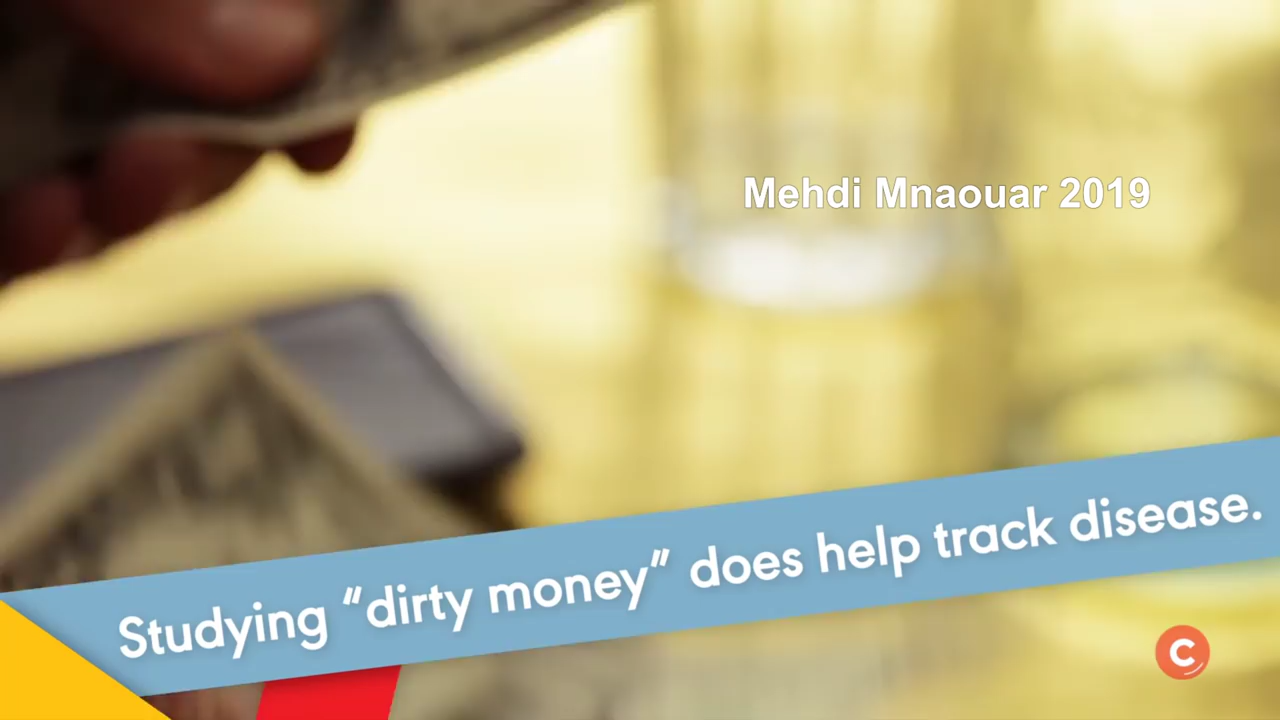 Mehdi Mnaouar 2019
Studying “dirty money” does help track disease.
C